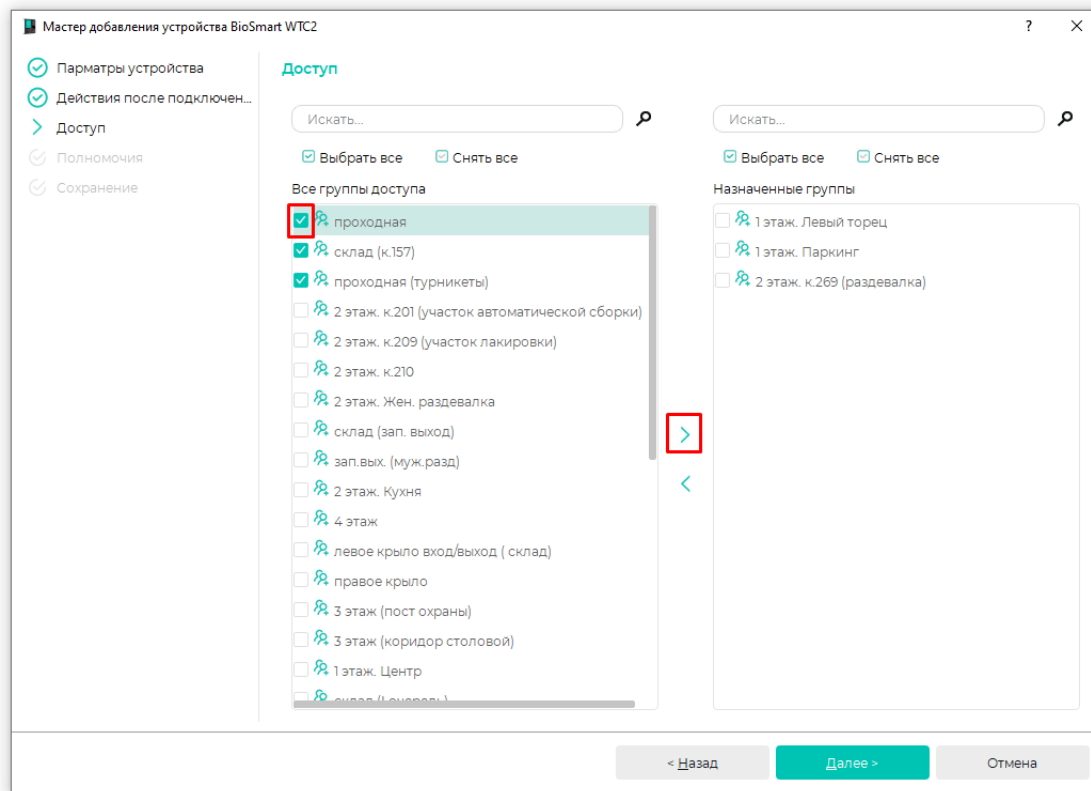 Мастер добавления устройства BioSmart WTC2
?
Парматры устройства
Действия после подключен...
Доступ
Полномочия
Сохранение
Доступ
Искать...
Выбрать все
Снять все
Все группы доступа
проходная
склад (к.157)
проходная (турникеты)
2 этаж. к.201 (участок автоматической сборки)
2 этаж. к.209 (участок лакировки)
2 этаж. к.210
2 этаж. Жен. раздевалка
склад (зап. выход)
зап.вых. (муж.разд)
2 этаж. Кухня
4 этаж
левое крыло вход/выход ( склад)
правое крыло
3 этаж (пост охраны)
3 этаж (коридор столовой)
1 этаж. Центр
склад
Искать...
Выбрать все
Снять все
Назначенные группы
1 этаж. Левый торец
1 этаж. Паркинг
2 этаж. к.269 (раздевалка)
< Назад
Далее >
Отмена